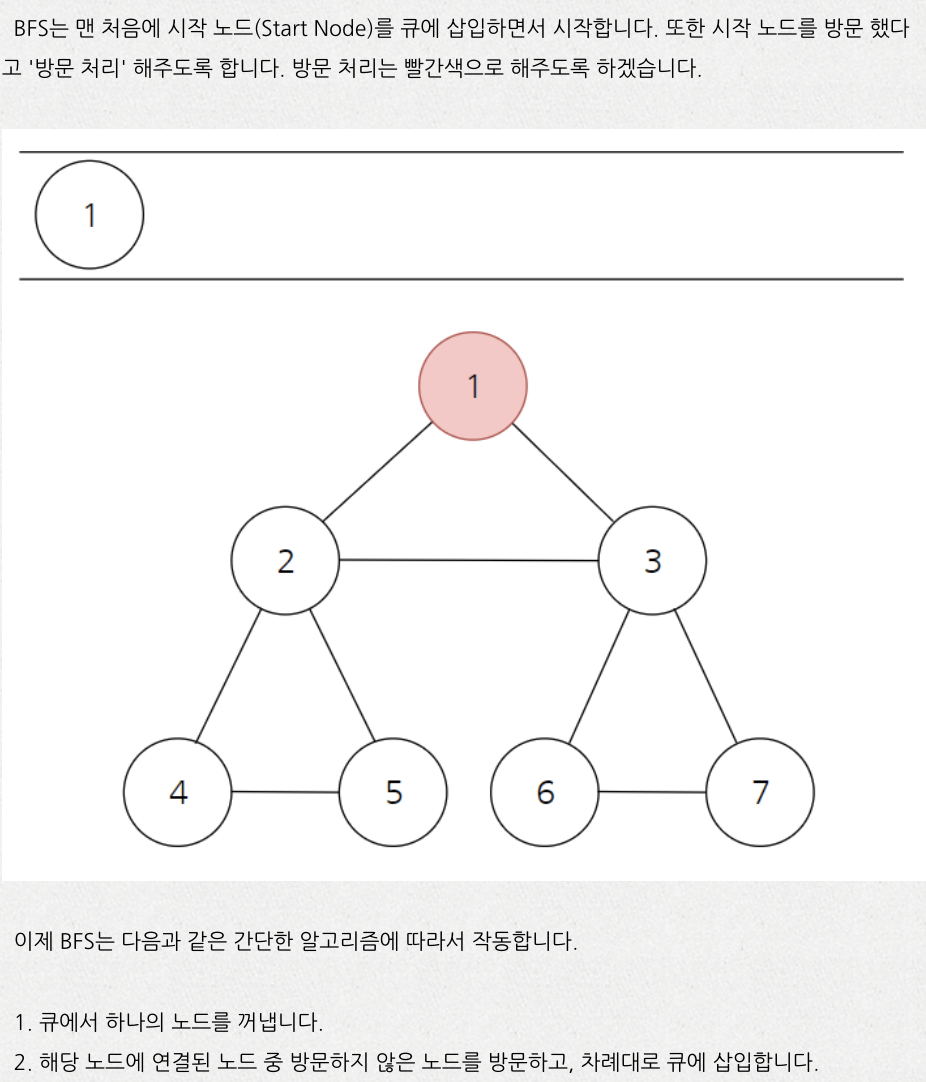 BFS는 맨 처음에 시작 노드(Start Node)를 큐에 삽입하면서 시작합니다. 또한 시작 노드를 방문 했다
고 '방문 처리' 해주도록 합니다. 방문 처리는 빨간색으로 해주도록 하겠습니다.
1
1
2 3
4 5 6 7
이제 BFS는 다음과 같은 간단한 알고리즘에 따라서 작동합니다.
1. 큐에서 하나의 노드를 꺼냅니다.
2. 해당 노드에 연결된 노드 중 방문하지 않은 노드를 방문하고, 차례대로 큐에 삽입합니다.